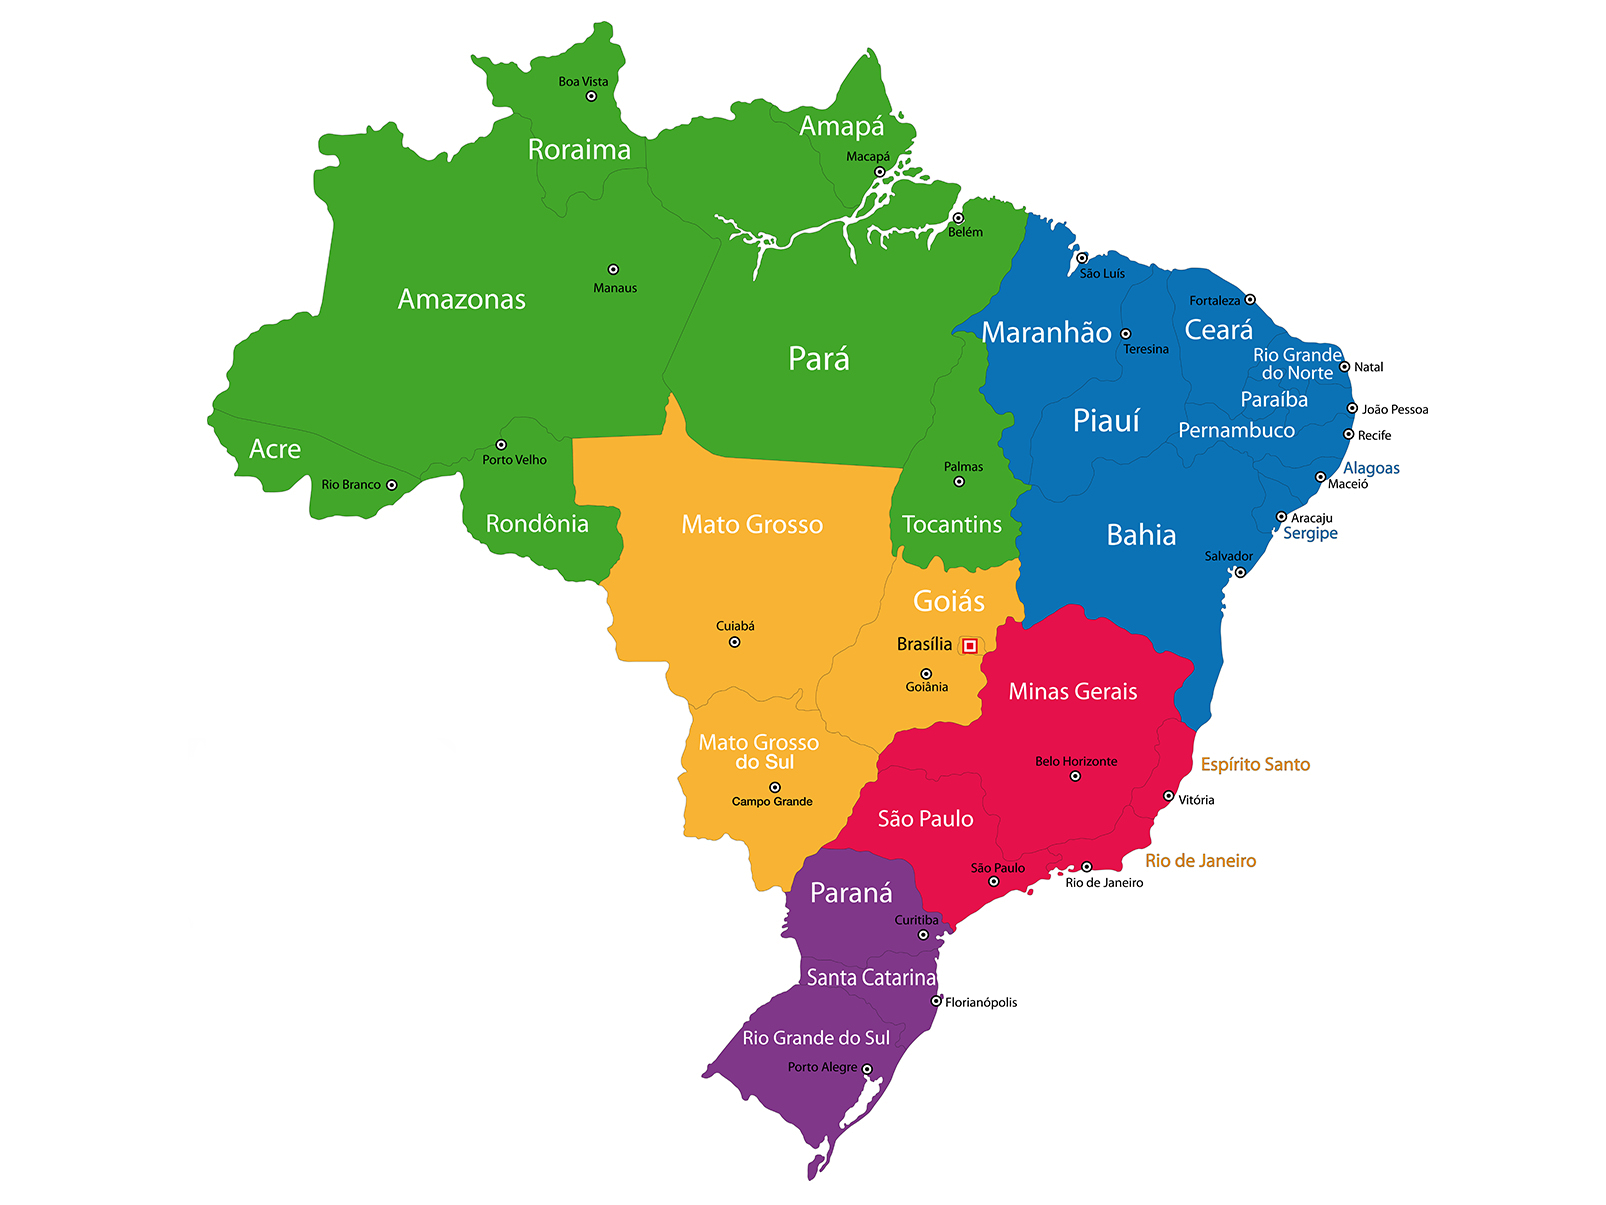 Boa Vista
Roraima
Amapá
Macapá
Belém
Amazonas
Manaus
Pará
São Luís
Maranhão
Teresina
Fortaleza
Ceará
Rio Grande
do Norte
Natal
Paraíba
João Pessoa
Piauí
Pernambuco
Recife
Acre
Rio Branco
Porto Velho
Rondônia
Mato Grosso
Palmas
Tocantins
Alagoas
Maceió
Aracaju
Sergipe
Bahia
Salvador
Goiás
Cuiabá
Brasília
Goiânia
Minas Gerais
Mato Grosso
do Sul
Campo Grande
Belo Horizonte
Espírito Santo
Vitória
São Paulo
São Paulo
Rio de Janeiro
Rio de Janeiro
Paraná
Curitiba
Santa Catarina
Florianópolis
Rio Grande do Sul
Porto Alegre